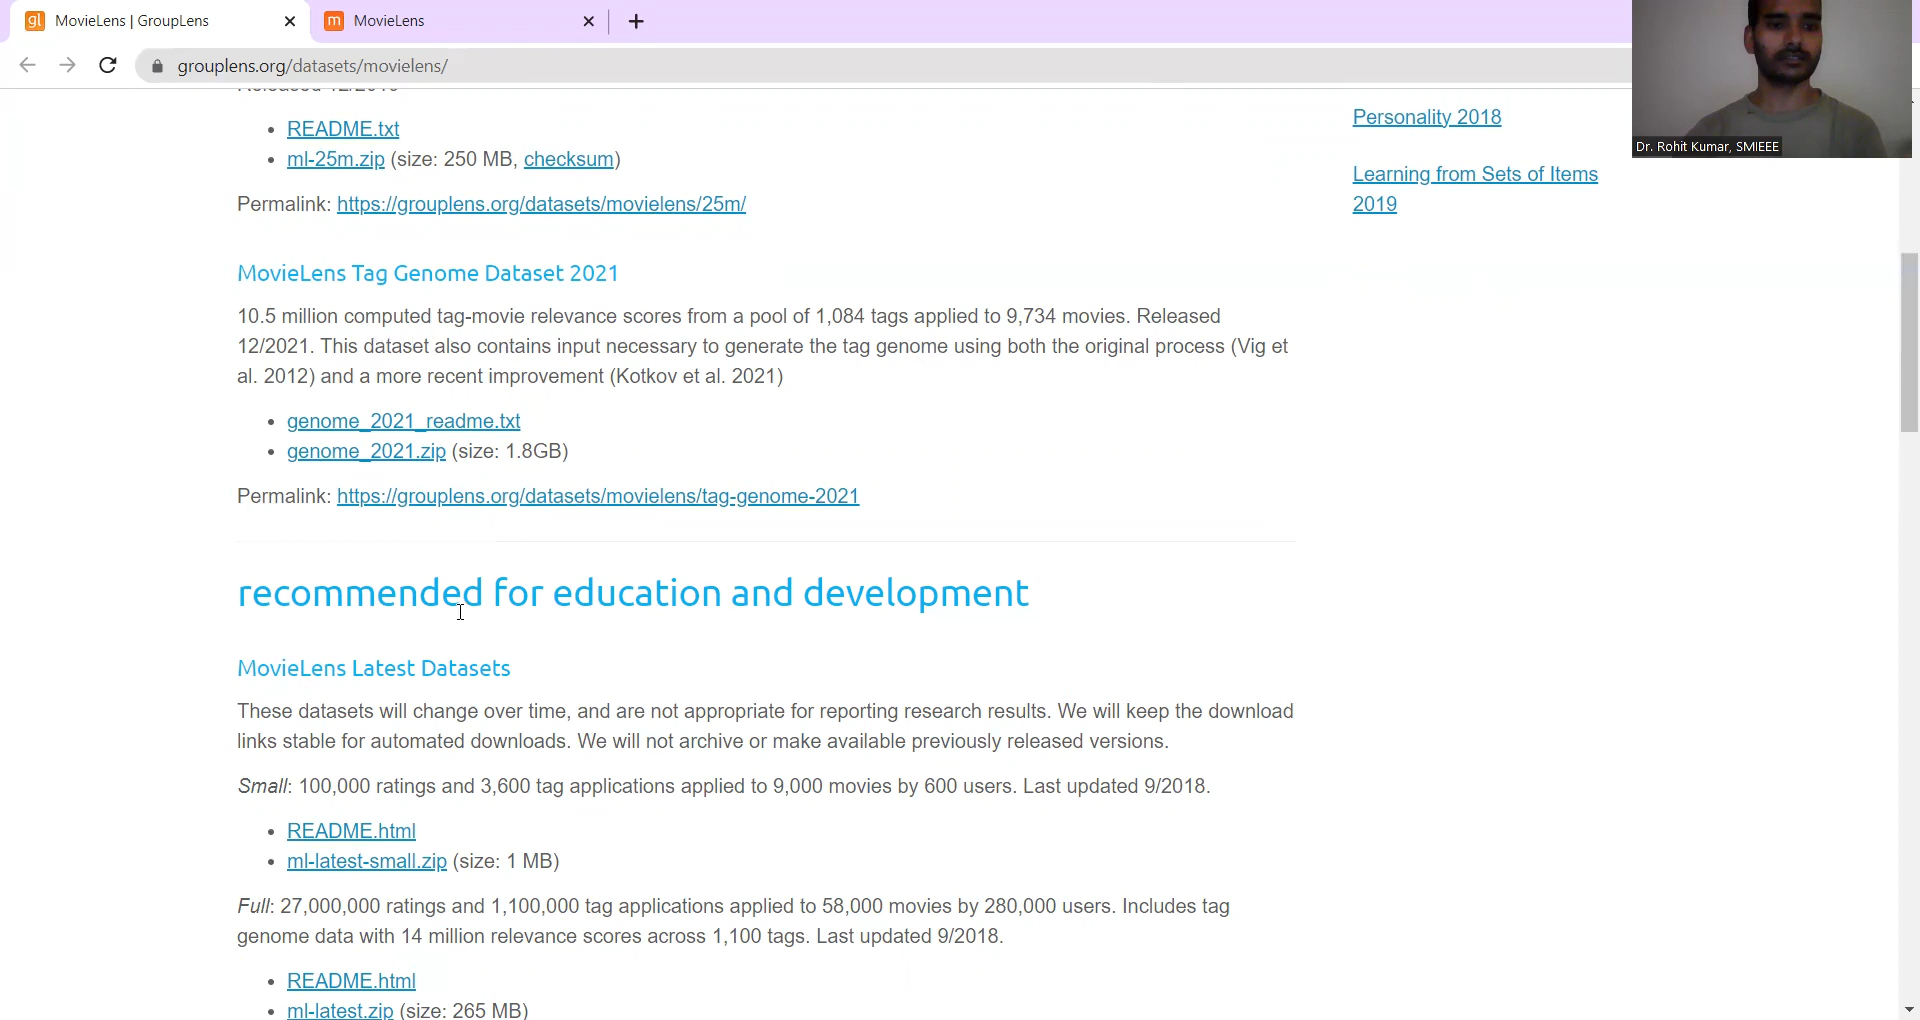 MovieLens | GroupLens
MovieLens
grouplens.org/datasets/movielens/
README.txt
ml-25m.zip (size: 250 MB, checksum)
Permalink: https://grouplens.org/datasets/movielens/25m/
Personality 2018
Learning from Sets of Items
2019
Dr. Rohit Kumar, SMIEEE
MovieLens Tag Genome Dataset 2021
10.5 million computed tag-movie relevance scores from a pool of 1,084 tags applied to 9,734 movies. Released
12/2021. This dataset also contains input necessary to generate the tag genome using both the original process (Vig et
al. 2012) and a more recent improvement (Kotkov et al. 2021)
genome_2021_readme.txt
genome_2021.zip (size: 1.8GB)
Permalink: https://grouplens.org/datasets/movielens/tag-genome-2021
recommended for education and development
MovieLens Latest Datasets
These datasets will change over time, and are not appropriate for reporting research results. We will keep the download
links stable for automated downloads. We will not archive or make available previously released versions.
Small: 100,000 ratings and 3,600 tag applications applied to 9,000 movies by 600 users. Last updated 9/2018.
README.html
ml-latest-small.zip (size: 1 MB)
Full: 27,000,000 ratings and 1,100,000 tag applications applied to 58,000 movies by 280,000 users. Includes tag
genome data with 14 million relevance scores across 1,100 tags. Last updated 9/2018.
README.html
ml-latest.zip (size: 265 MB)